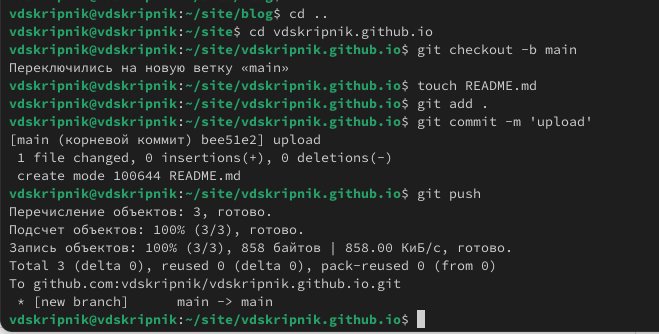 vdskripnik@vdskripnik:~/site/blog$ cd ..
vdskripnik@vdskripnik:~/site$ cd vdskripnik.github.io
vdskripnik@vdskripnik:~/site/vdskripnik.github.io$ git checkout -b main
Переключились на новую ветку «main»
vdskripnik@vdskripnik:~/site/vdskripnik.github.io$ touch README.md
vdskripnik@vdskripnik:~/site/vdskripnik.github.io$ git add .
vdskripnik@vdskripnik:~/site/vdskripnik.github.io$ git commit -m 'upload'
[main (корневой коммит) bee51e2] upload
 1 file changed, 0 insertions(+), 0 deletions(-)
 create mode 100644 README.md
vdskripnik@vdskripnik:~/site/vdskripnik.github.io$ git push
Перечисление объектов: 3, готово.
Подсчет объектов: 100% (3/3), готово.
Запись объектов: 100% (3/3), 858 байтов | 858.00 КиБ/с, готово.
Total 3 (delta 0), reused 0 (delta 0), pack-reused 0 (from 0)
To github.com:vdskripnik/vdskripnik.github.io.git
 * [new branch]      main -> main
vdskripnik@vdskripnik:~/site/vdskripnik.github.io$